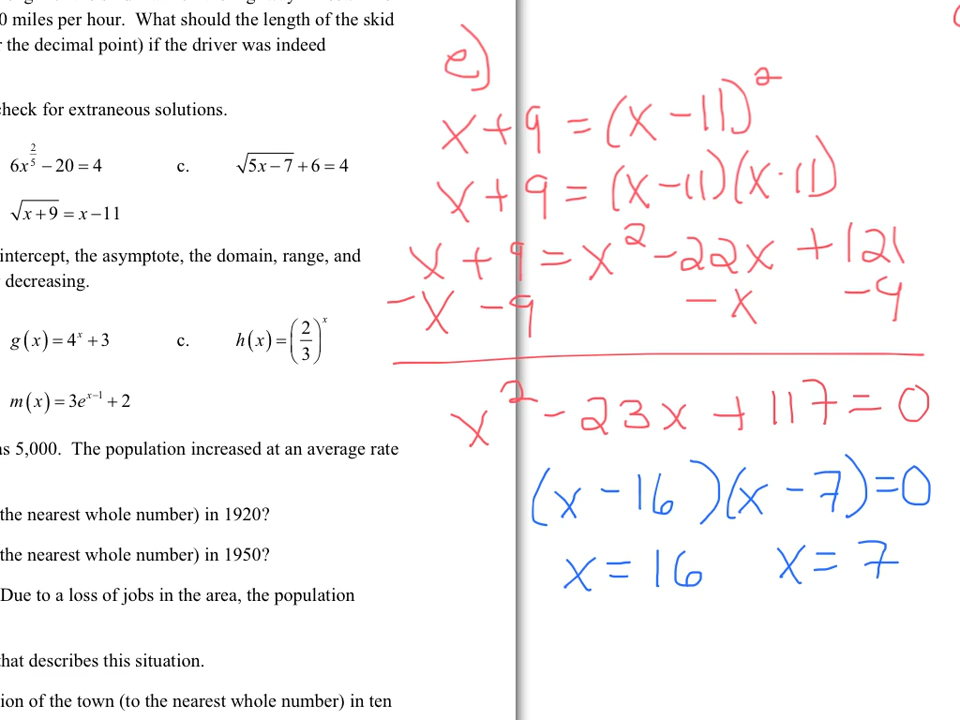 0 miles per hour. What should the length of the skid
the decimal point) if the driver was indeed
check for extraneous solutions.
6x^(2/5) − 20 = 4 c. √(5x − 7) + 6 = 4
√(x + 9) = x − 11
intercept, the asymptote, the domain, range, and
decreasing.
g(x) = 4^x + 3 c. h(x) = (2/3)^x
m(x) = 3e^(x−1) + 2
as 5,000. The population increased at an average rate
the nearest whole number) in 1920?
the nearest whole number) in 1950?
Due to a loss of jobs in the area, the population
that describes this situation.
ion of the town (to the nearest whole number) in ten
e)
x + 9 = (x − 11)^2
x + 9 = (x − 11)(x · 11)
x + 9 = x^2 − 22x + 121
− x − 9 − x − 9
x^2 − 23x + 117 = 0
(x − 16)(x − 7) = 0
x = 16 x = 7